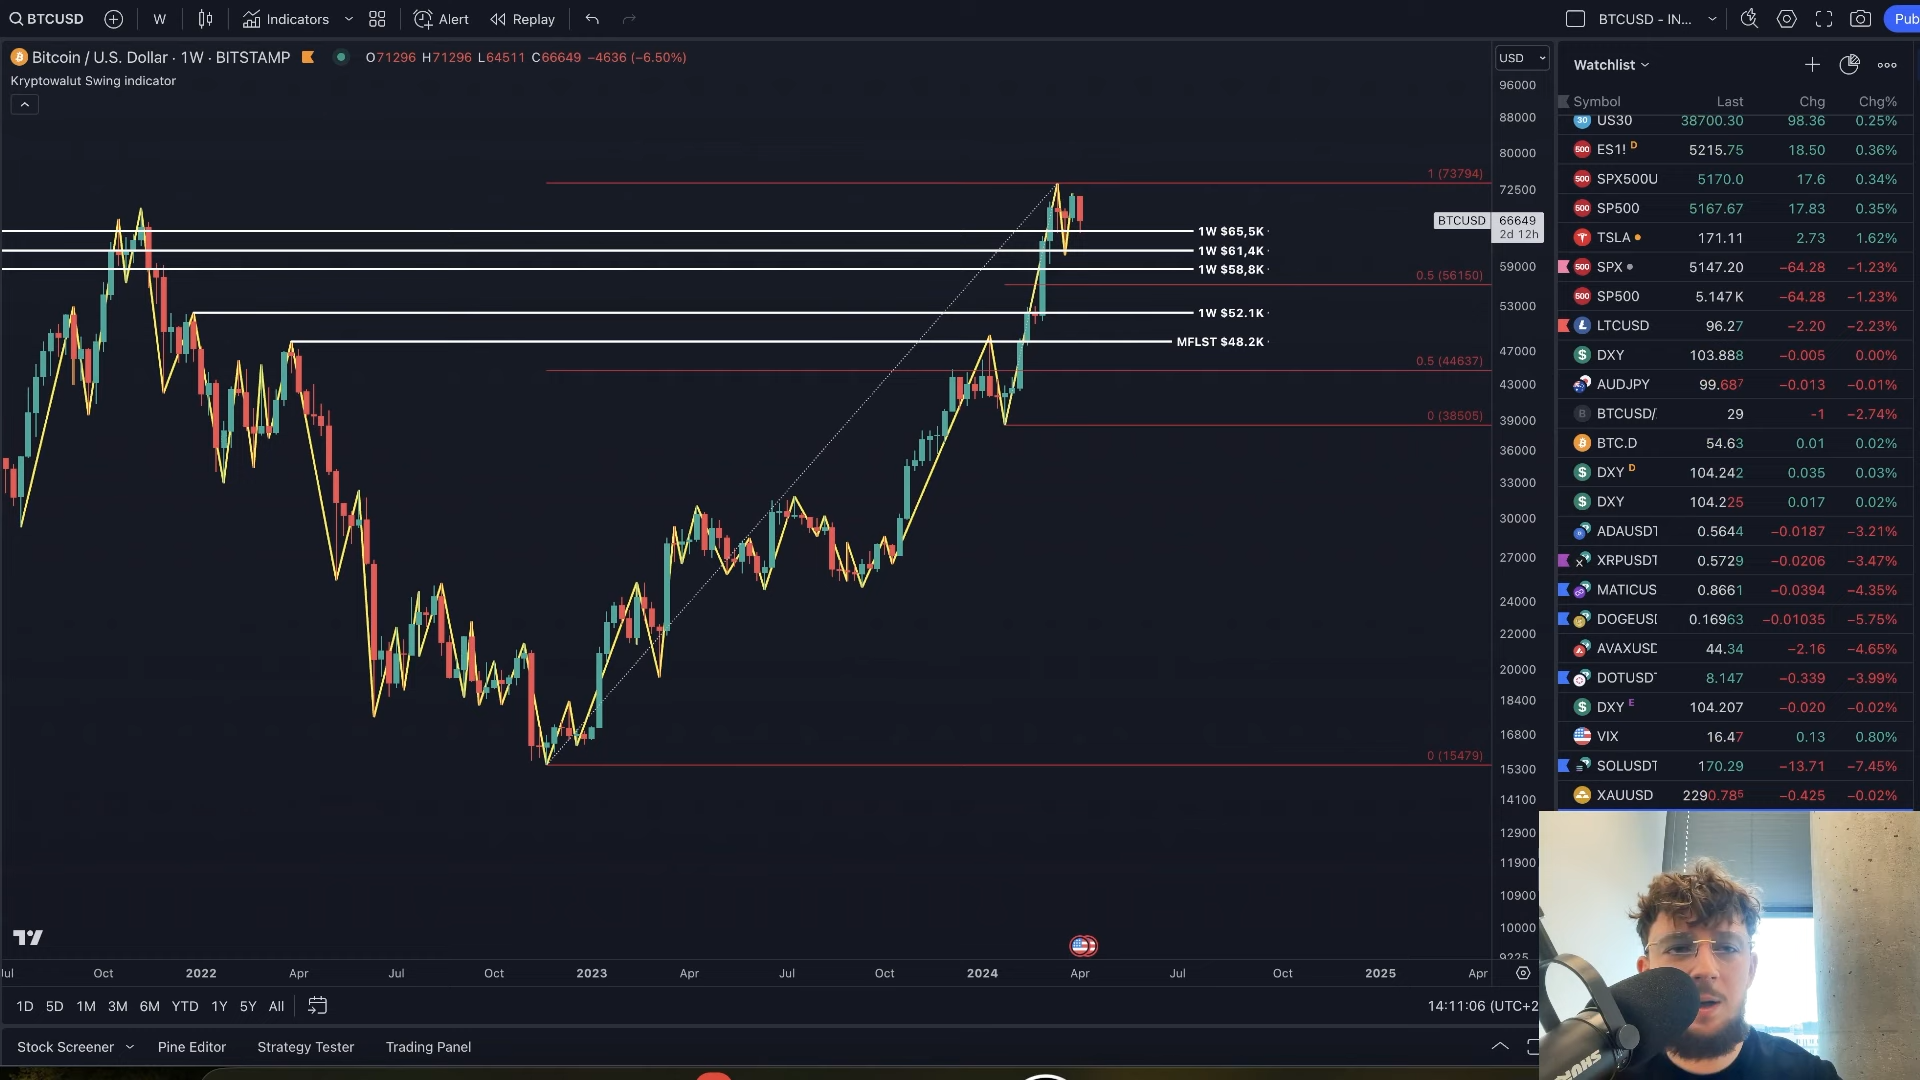 BTCUSD W Indicators Alert Replay BTCUSD - IN... Pub
Bitcoin / U.S. Dollar · 1W · BITSTAMP O71296 H71296 L64511 C66649 −4636 (−6.50%)
Kryptowalut Swing indicator
USD
96000
88000
80000
72500
BTCUSD 66649
2d 12h
59000
53000
47000
43000
39000
36000
33000
30000
27000
24000
22000
20000
18400
16800
15300
14100
12900
11900
10900
10000
9225
1 (73794)
1W $65,5K
1W $61,4K
1W $58,8K
0.5 (56150)
1W $52.1K
MFLST $48.2K
0.5 (44637)
0 (38505)
0 (15479)
Oct 2022 Apr Jul Oct 2023 Apr Jul Oct 2024 Apr Jul Oct 2025 Apr
1D 5D 1M 3M 6M YTD 1Y 5Y All 14:11:06 (UTC+2
Stock Screener Pine Editor Strategy Tester Trading Panel
Watchlist
Symbol Last Chg Chg%
30 US30 38700.30 98.36 0.25%
500 ES1! D 5215.75 18.50 0.36%
500 SPX500U 5170.0 17.6 0.34%
500 SP500 5167.67 17.83 0.35%
TSLA 171.11 2.73 1.62%
500 SPX 5147.20 −64.28 −1.23%
500 SP500 5.147K −64.28 −1.23%
LTCUSD 96.27 −2.20 −2.23%
DXY 103.888 −0.005 0.00%
AUDJPY 99.687 −0.013 −0.01%
B BTCUSD/ 29 −1 −2.74%
BTC.D 54.63 0.01 0.02%
DXY D 104.242 0.035 0.03%
DXY 104.225 0.017 0.02%
ADAUSDT 0.5644 −0.0187 −3.21%
XRPUSDT 0.5729 −0.0206 −3.47%
MATICUS 0.8661 −0.0394 −4.35%
DOGEUSI 0.16963 −0.01035 −5.75%
AVAXUSD 44.34 −2.16 −4.65%
DOTUSD 8.147 −0.339 −3.99%
DXY E 104.207 −0.020 −0.02%
VIX 16.47 0.13 0.80%
SOLUSDT 170.29 −13.71 −7.45%
XAUUSD 2290.785 −0.425 −0.02%
SHURE